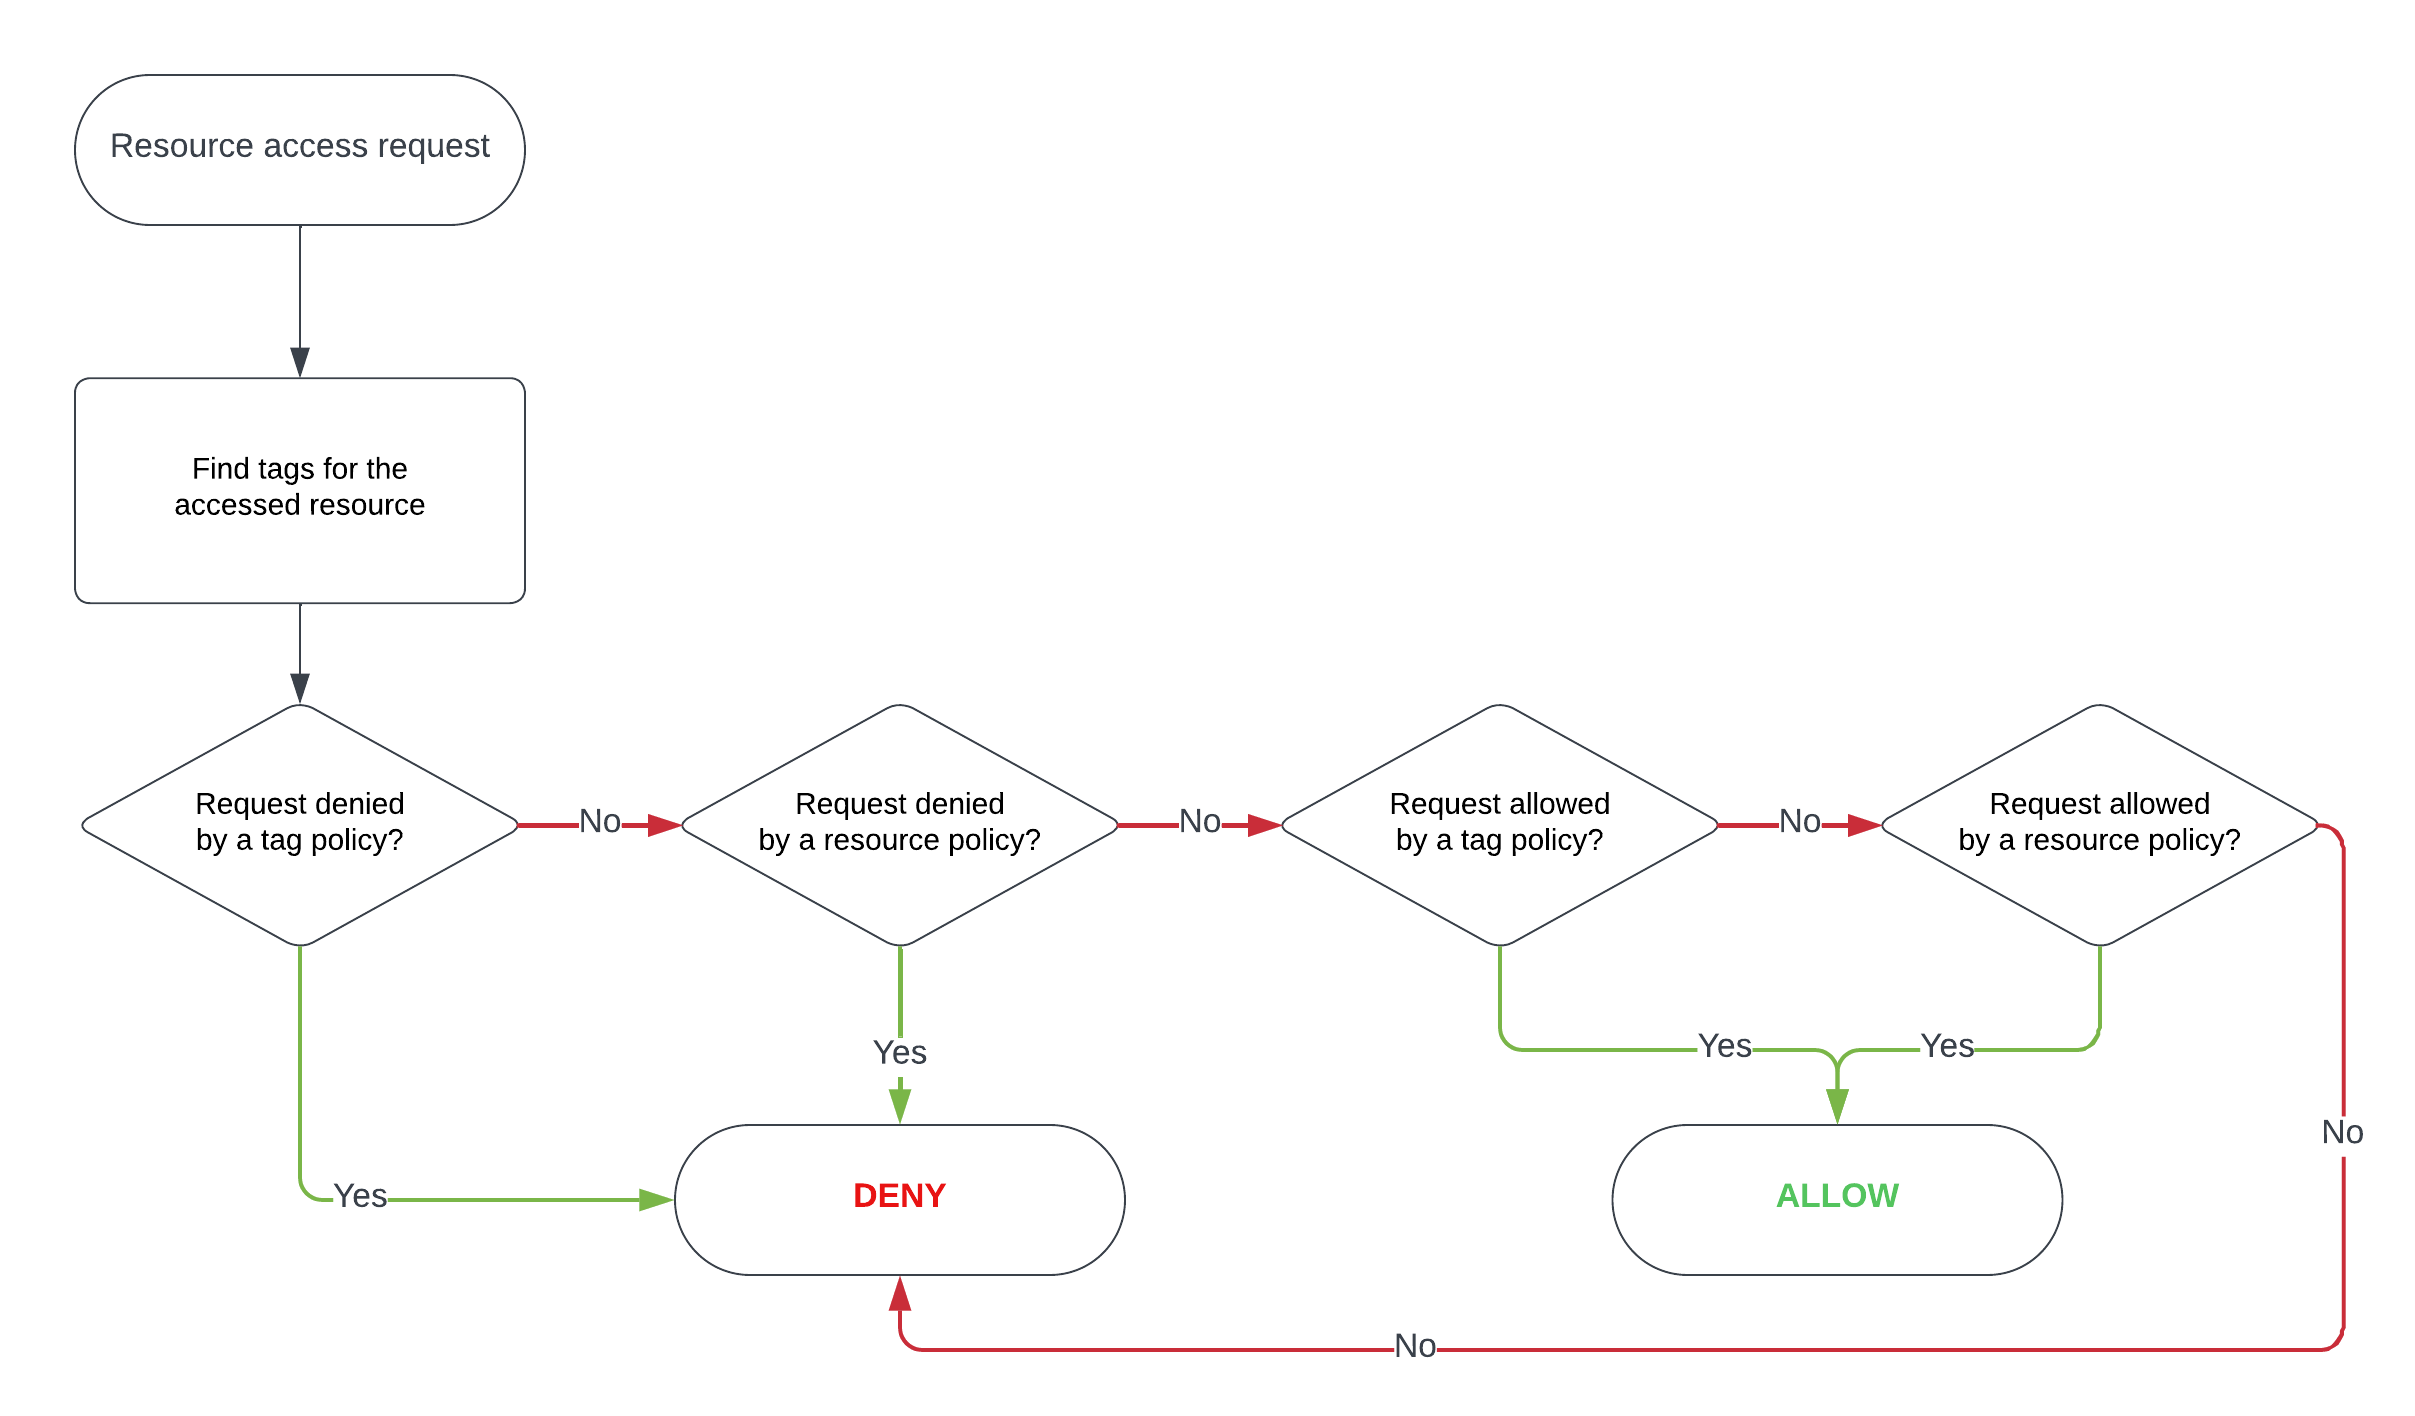 Resource access request
Find tags for the
accessed resource
Request denied
by a tag policy?
No
Request denied
by a resource policy?
No
Request allowed
by a tag policy?
No
Request allowed
by a resource policy?
Yes
Yes
Yes
No
Yes
DENY
ALLOW
No